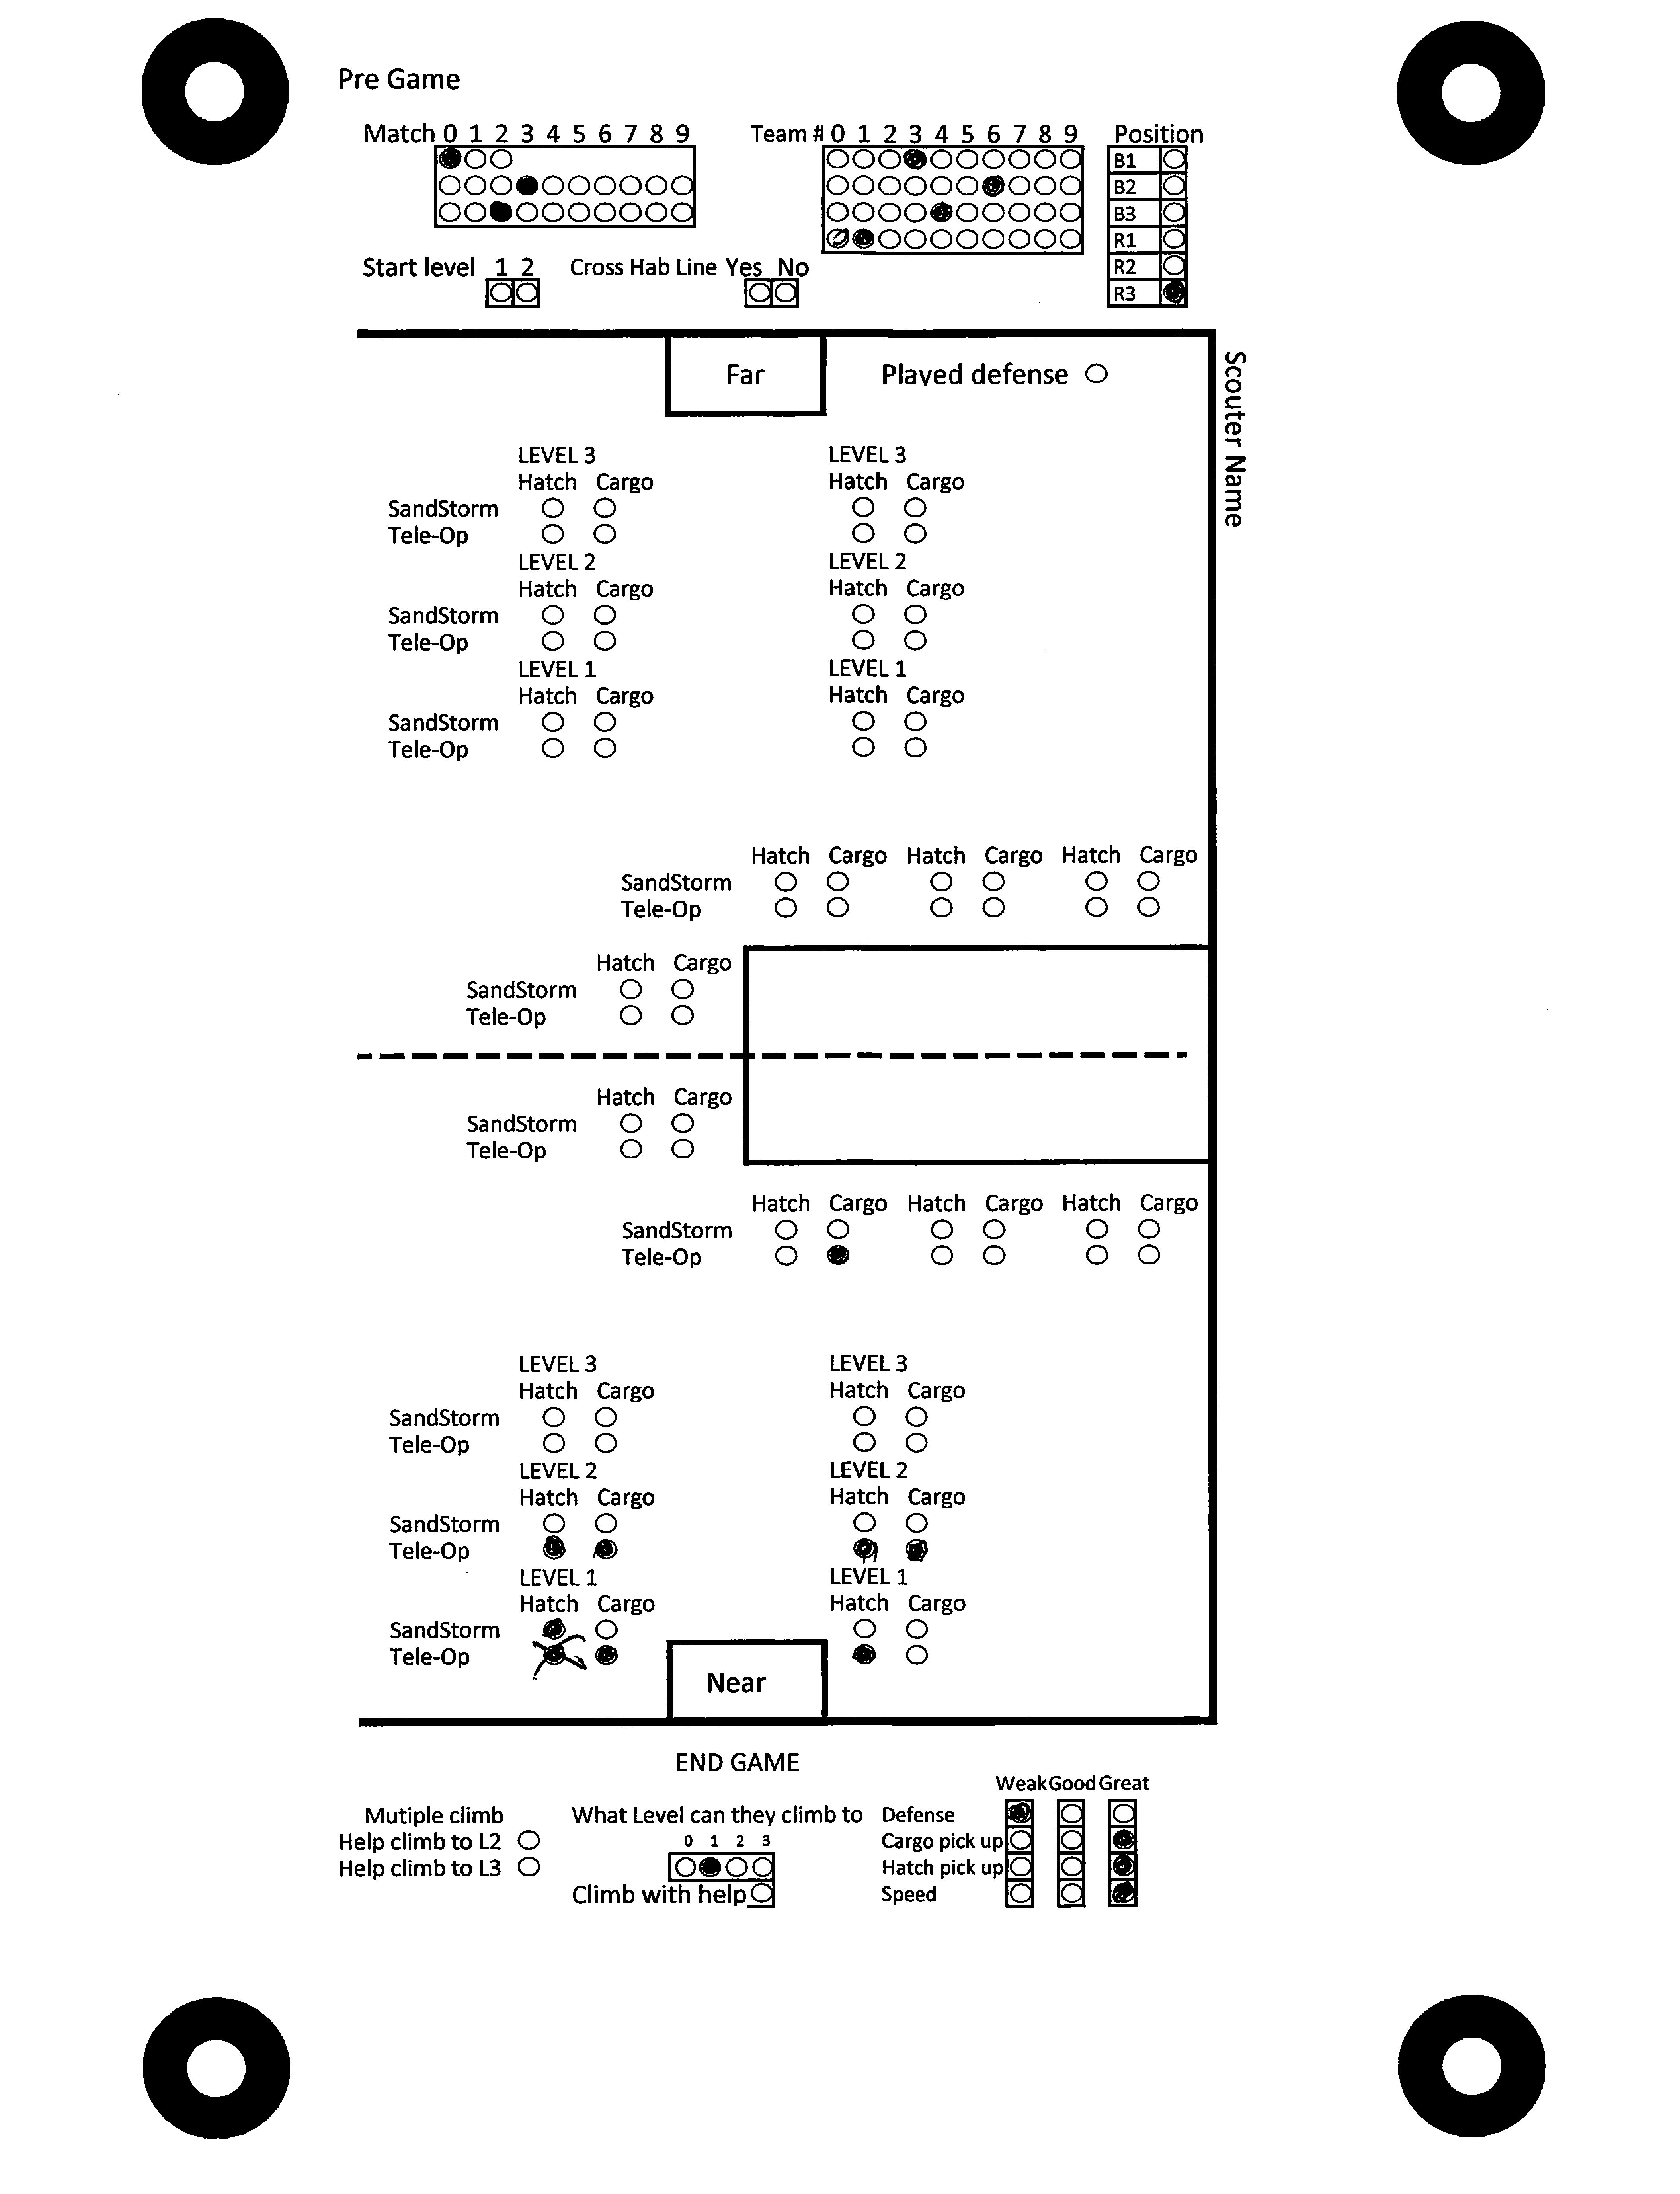 Pre Game
Match 0 1 2 3 4 5 6 7 8 9 Team # 0 1 2 3 4 5 6 7 8 9 Position
B1
B2
B3
R1
R2
R3
Start level 1 2 Cross Hab Line Yes No
Far Played defense
Scouter Name
LEVEL 3 LEVEL 3
Hatch Cargo Hatch Cargo
SandStorm
Tele-Op
LEVEL 2 LEVEL 2
Hatch Cargo Hatch Cargo
SandStorm
Tele-Op
LEVEL 1 LEVEL 1
Hatch Cargo Hatch Cargo
SandStorm
Tele-Op
Hatch Cargo Hatch Cargo Hatch Cargo
SandStorm
Tele-Op
Hatch Cargo
SandStorm
Tele-Op
Hatch Cargo
SandStorm
Tele-Op
Hatch Cargo Hatch Cargo Hatch Cargo
SandStorm
Tele-Op
LEVEL 3 LEVEL 3
Hatch Cargo Hatch Cargo
SandStorm
Tele-Op
LEVEL 2 LEVEL 2
Hatch Cargo Hatch Cargo
SandStorm
Tele-Op
LEVEL 1 LEVEL 1
Hatch Cargo Hatch Cargo
SandStorm
Tele-Op
Near
END GAME
Weak Good Great
Mutiple climb What Level can they climb to Defense
Help climb to L2 0 1 2 3 Cargo pick up
Help climb to L3 Hatch pick up
Climb with help Speed